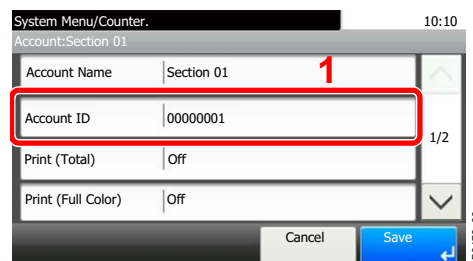 System Menu/Counter. 10:10
Account:Section 01
Account Name Section 01 1
Account ID 00000001
1/2
Print (Total) Off
Print (Full Color) Off
Cancel Save